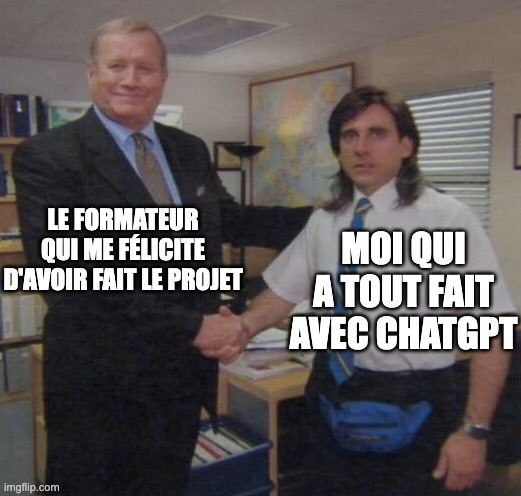 LE FORMATEUR
QUI ME FÉLICITE
D'AVOIR FAIT LE PROJET
MOI QUI
A TOUT FAIT
AVEC CHATGPT
imgflip.com